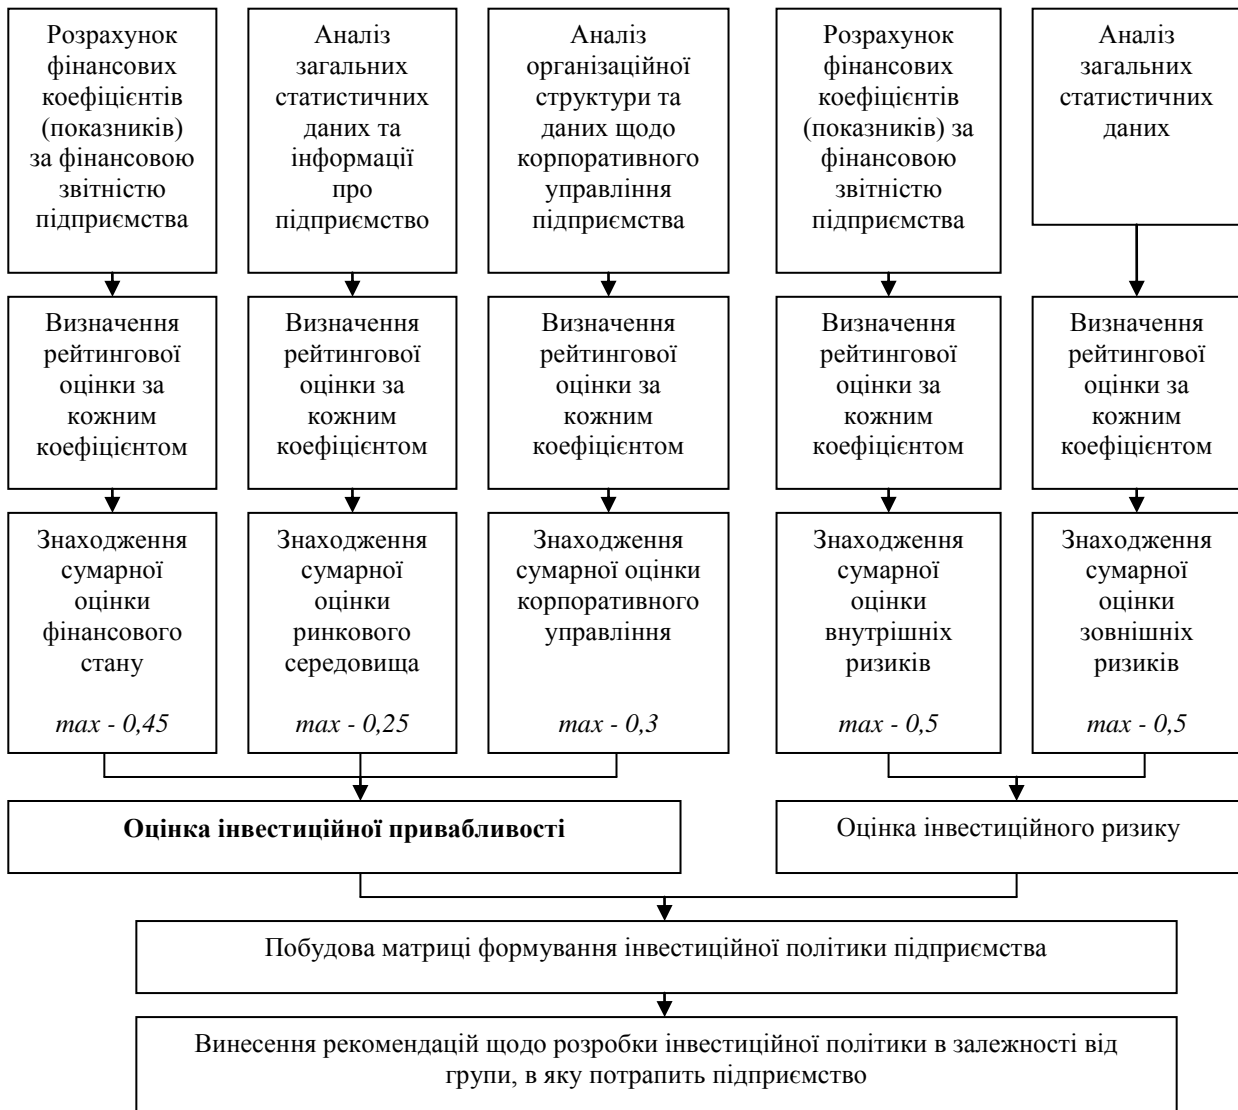 Розрахунок
фінансових
коефіцієнтів
(показників)
за фінансовою
звітністю
підприємства
Аналіз
загальних
статистичних
даних та
інформації
про
підприємство
Аналіз
організаційної
структури та
даних щодо
корпоративного
управління
підприємства
Розрахунок
фінансових
коефіцієнтів
(показників) за
фінансовою
звітністю
підприємства
Аналіз
загальних
статистичних
даних
Визначення
рейтингової
оцінки за
кожним
коефіцієнтом
Визначення
рейтингової
оцінки за
кожним
коефіцієнтом
Визначення
рейтингової
оцінки за
кожним
коефіцієнтом
Визначення
рейтингової
оцінки за
кожним
коефіцієнтом
Визначення
рейтингової
оцінки за
кожним
коефіцієнтом
Знаходження
сумарної
оцінки
фінансового
стану
max - 0,45
Знаходження
сумарної
оцінки
ринкового
середовища
max - 0,25
Знаходження
сумарної оцінки
корпоративного
управління
max - 0,3
Знаходження
сумарної
оцінки
внутрішніх
ризиків
max - 0,5
Знаходження
сумарної
оцінки
зовнішніх
ризиків
max - 0,5
Оцінка інвестиційної привабливості
Оцінка інвестиційного ризику
Побудова матриці формування інвестиційної політики підприємства
Винесення рекомендацій щодо розробки інвестиційної політики в залежності від
групи, в яку потрапить підприємство